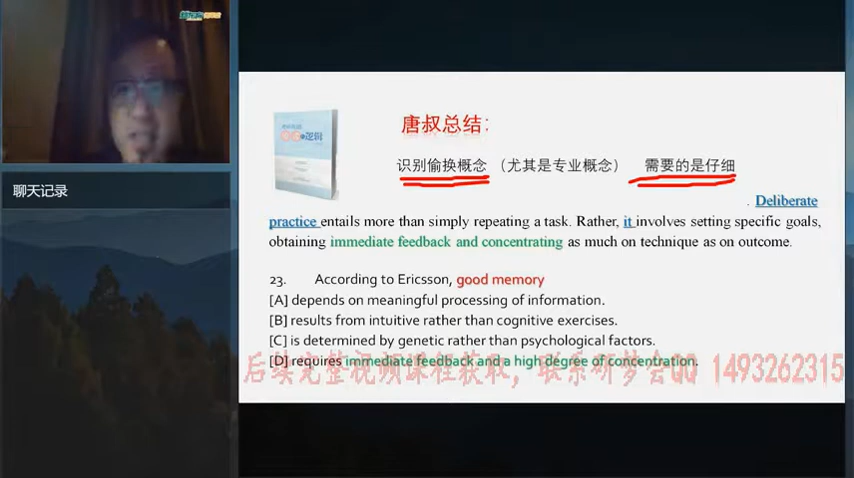 聊天记录
唐叔总结：
识别偷换概念 （尤其是专业概念） 需要的是仔细
. Deliberate
practice entails more than simply repeating a task. Rather, it involves setting specific goals,
obtaining immediate feedback and concentrating as much on technique as on outcome.
23. According to Ericsson, good memory
[A] depends on meaningful processing of information.
[B] results from intuitive rather than cognitive exercises.
[C] is determined by genetic rather than psychological factors.
[D] requires immediate feedback and a high degree of concentration.
后续完整视频课程获取，联系研梦会QQ 1493262315